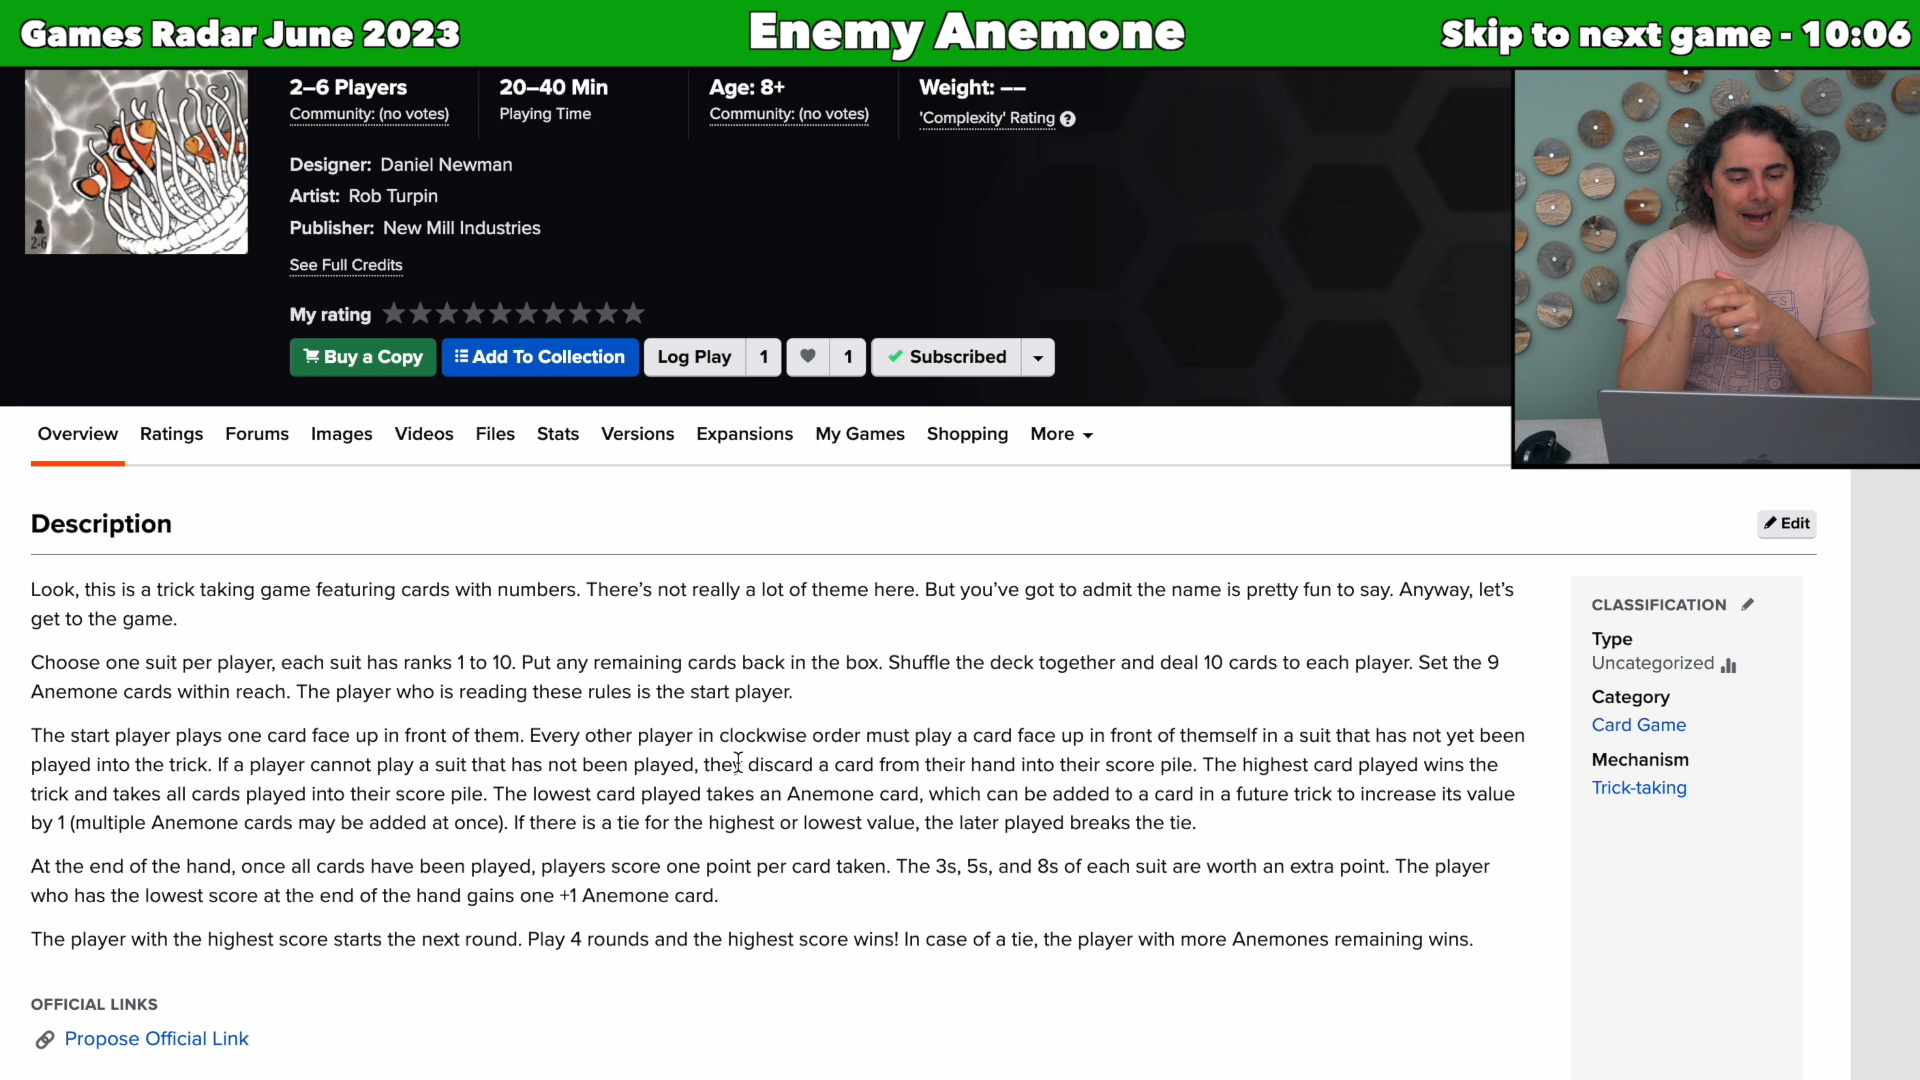 Games Radar June 2023
Enemy Anemone
Skip to next game - 10:06
2–6 Players
Community: (no votes)
20–40 Min
Playing Time
Age: 8+
Community: (no votes)
Weight: ––
'Complexity' Rating ?
2-6
Designer: Daniel Newman
Artist: Rob Turpin
Publisher: New Mill Industries
See Full Credits
My rating
Buy a Copy
Add To Collection
Log Play
1
1
Subscribed
Overview
Ratings
Forums
Images
Videos
Files
Stats
Versions
Expansions
My Games
Shopping
More
Description
Edit
Look, this is a trick taking game featuring cards with numbers. There’s not really a lot of theme here. But you’ve got to admit the name is pretty fun to say. Anyway, let’s
get to the game.
Choose one suit per player, each suit has ranks 1 to 10. Put any remaining cards back in the box. Shuffle the deck together and deal 10 cards to each player. Set the 9
Anemone cards within reach. The player who is reading these rules is the start player.
The start player plays one card face up in front of them. Every other player in clockwise order must play a card face up in front of themself in a suit that has not yet been
played into the trick. If a player cannot play a suit that has not been played, they discard a card from their hand into their score pile. The highest card played wins the
trick and takes all cards played into their score pile. The lowest card played takes an Anemone card, which can be added to a card in a future trick to increase its value
by 1 (multiple Anemone cards may be added at once). If there is a tie for the highest or lowest value, the later played breaks the tie.
At the end of the hand, once all cards have been played, players score one point per card taken. The 3s, 5s, and 8s of each suit are worth an extra point. The player
who has the lowest score at the end of the hand gains one +1 Anemone card.
The player with the highest score starts the next round. Play 4 rounds and the highest score wins! In case of a tie, the player with more Anemones remaining wins.
CLASSIFICATION
Type
Uncategorized
Category
Card Game
Mechanism
Trick-taking
OFFICIAL LINKS
Propose Official Link